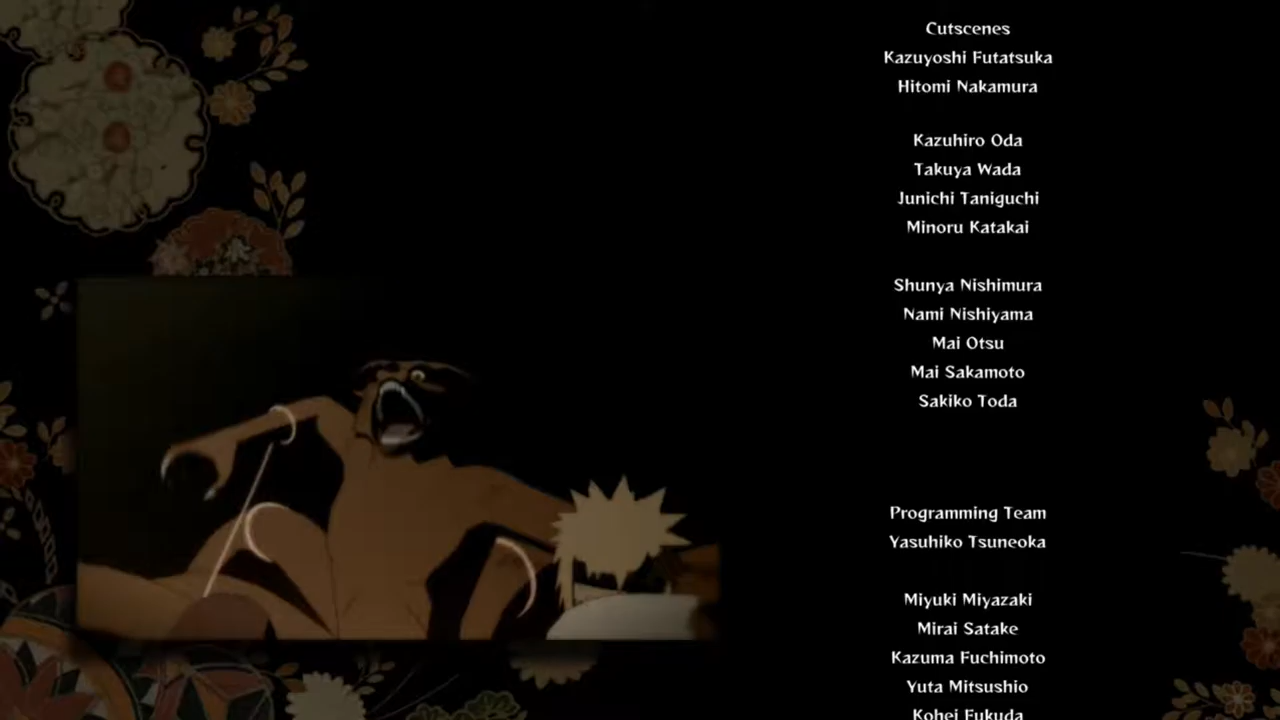 Cutscenes
Kazuyoshi Futatsuka
Hitomi Nakamura
Kazuhiro Oda
Takuya Wada
Junichi Taniguchi
Minoru Katakai
Shunya Nishimura
Nami Nishiyama
Mai Otsu
Mai Sakamoto
Sakiko Toda
Programming Team
Yasuhiko Tsuneoka
Miyuki Miyazaki
Mirai Satake
Kazuma Fuchimoto
Yuta Mitsushio
Kohei Fukuda